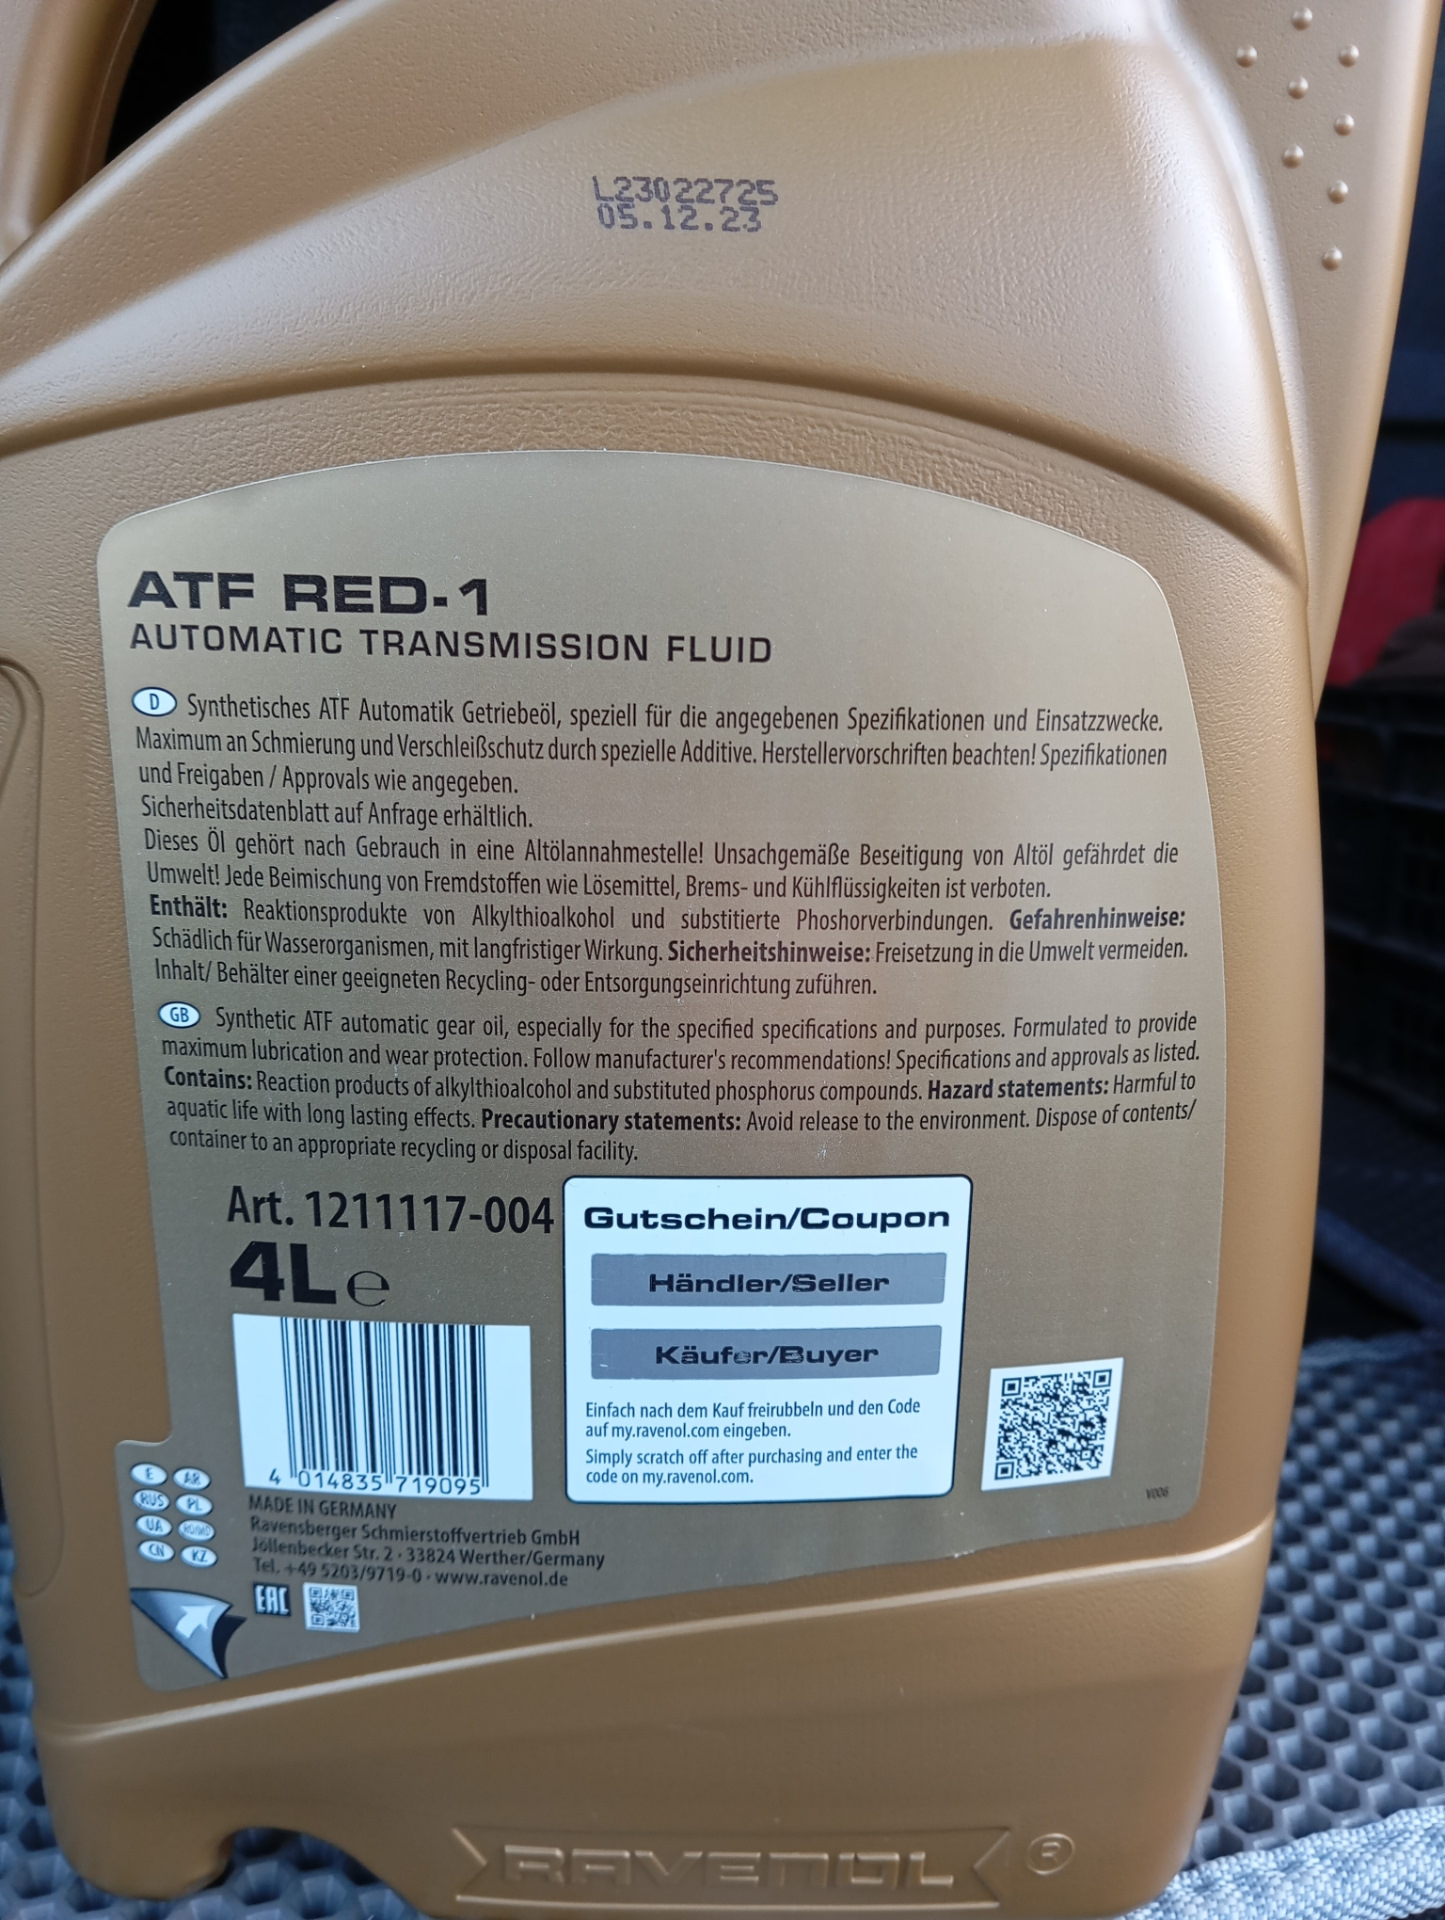 L23022725
05.12.23
ATF RED-1
AUTOMATIC TRANSMISSION FLUID
D Synthetisches ATF Automatik Getriebeöl, speziell für die angegebenen Spezifikationen und Einsatzzwecke.
Maximum an Schmierung und Verschleißschutz durch spezielle Additive. Herstellervorschriften beachten! Spezifikationen
und Freigaben / Approvals wie angegeben.
Sicherheitsdatenblatt auf Anfrage erhältlich.
Dieses Öl gehört nach Gebrauch in eine Altölannahmestelle! Unsachgemäße Beseitigung von Altöl gefährdet die
Umwelt! Jede Beimischung von Fremdstoffen wie Lösemittel, Brems- und Kühlflüssigkeiten ist verboten.
Enthält: Reaktionsprodukte von Alkylthioalkohol und substitierte Phoshorverbindungen. Gefahrenhinweise:
Schädlich für Wasserorganismen, mit langfristiger Wirkung. Sicherheitshinweise: Freisetzung in die Umwelt vermeiden.
Inhalt/ Behälter einer geeigneten Recycling- oder Entsorgungseinrichtung zuführen.
GB Synthetic ATF automatic gear oil, especially for the specified specifications and purposes. Formulated to provide
maximum lubrication and wear protection. Follow manufacturer's recommendations! Specifications and approvals as listed.
Contains: Reaction products of alkylthioalcohol and substituted phosphorus compounds. Hazard statements: Harmful to
aquatic life with long lasting effects. Precautionary statements: Avoid release to the environment. Dispose of contents/
container to an appropriate recycling or disposal facility.
Art. 1211117-004
4L e
Gutschein/Coupon
Händler/Seller
Käufer/Buyer
Einfach nach dem Kauf freirubbeln und den Code
auf my.ravenol.com eingeben.
Simply scratch off after purchasing and enter the
code on my.ravenol.com.
4 014835 719095
V006
E AR
RUS PL
UA
CN KZ
MADE IN GERMANY
Ravensberger Schmierstoffvertrieb GmbH
Jöllenbecker Str. 2 · 33824 Werther/Germany
Tel. +49 5203/9719-0 · www.ravenol.de
EAC
RAVENOL ®